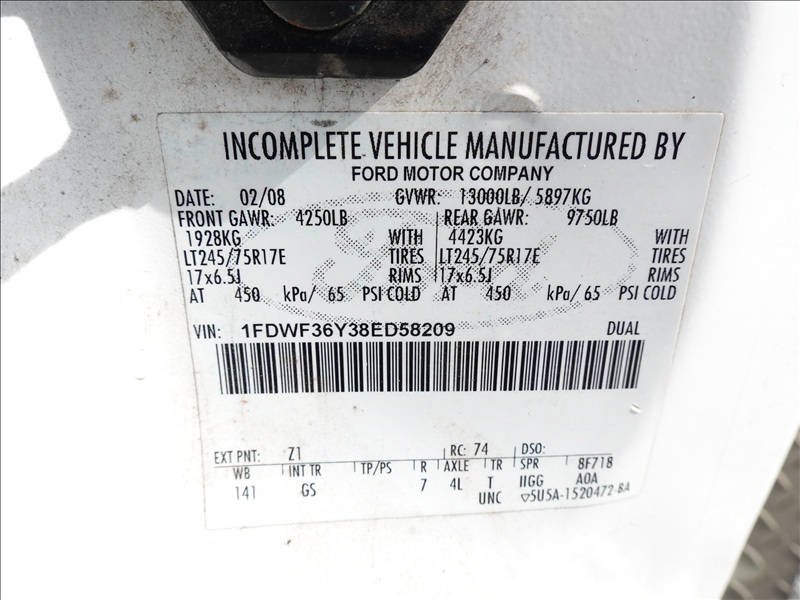 INCOMPLETE VEHICLE MANUFACTURED BY
FORD MOTOR COMPANY
DATE: 02/08 GVWR: 13000LB/ 5897KG
FRONT GAWR: 4250LB REAR GAWR: 9750LB
1928KG WITH 4423KG WITH
LT245/75R17E TIRES LT245/75R17E TIRES
17x6.5J RIMS 17x6.5J RIMS
AT 450 kPa/ 65 PSI COLD AT 450 kPa/ 65 PSI COLD
VIN: 1FDWF36Y38ED58209 DUAL
EXT PNT: Z1 RC: 74 DSO:
WB INT TR TP/PS R AXLE TR SPR 8F718
141 GS 7 4L T IIGG A0A
UNC ▽5U5A-1520472-BA